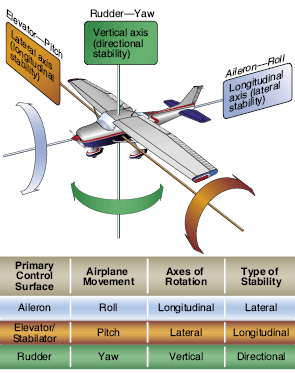 Rudder—Yaw
Vertical axis
(directional
stability)
Elevator—Pitch
Lateral axis
(longitudinal
stability)
Aileron—Roll
Longitudinal
axis (lateral
stability)
Primary Control Surface Airplane Movement Axes of Rotation Type of Stability
Aileron Roll Longitudinal Lateral
Elevator/ Stabilator Pitch Lateral Longitudinal
Rudder Yaw Vertical Directional